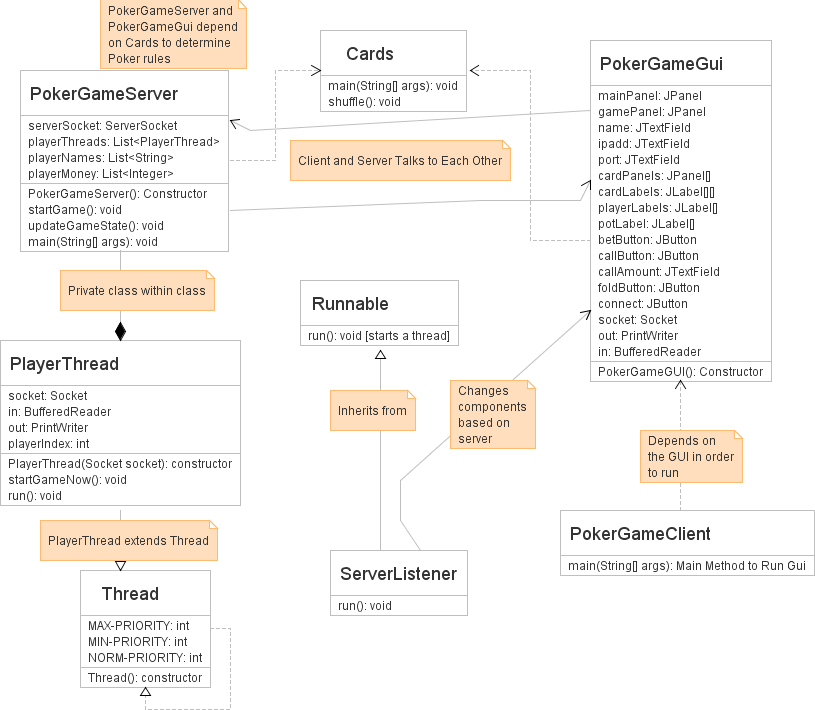 PokerGameServer and
PokerGameGui depend
on Cards to determine
Poker rules
Cards
main(String[] args): void
shuffle(): void
PokerGameGui
mainPanel: JPanel
gamePanel: JPanel
name: JTextField
ipadd: JTextField
port: JTextField
cardPanels: JPanel[]
cardLabels: JLabel[][]
playerLabels: JLabel[]
potLabel: JLabel[]
betButton: JButton
callButton: JButton
callAmount: JTextField
foldButton: JButton
connect: JButton
socket: Socket
out: PrintWriter
in: BufferedReader
PokerGameGUI(): Constructor
PokerGameServer
serverSocket: ServerSocket
playerThreads: List<PlayerThread>
playerNames: List<String>
playerMoney: List<Integer>
PokerGameServer(): Constructor
startGame(): void
updateGameState(): void
main(String[] args): void
Client and Server Talks to Each Other
Private class within class
Runnable
run(): void [starts a thread]
PlayerThread
socket: Socket
in: BufferedReader
out: PrintWriter
playerIndex: int
PlayerThread(Socket socket): constructor
startGameNow(): void
run(): void
Inherits from
Changes
components
based on
server
Depends on
the GUI in order
to run
PlayerThread extends Thread
PokerGameClient
main(String[] args): Main Method to Run Gui
ServerListener
run(): void
Thread
MAX-PRIORITY: int
MIN-PRIORITY: int
NORM-PRIORITY: int
Thread(): constructor